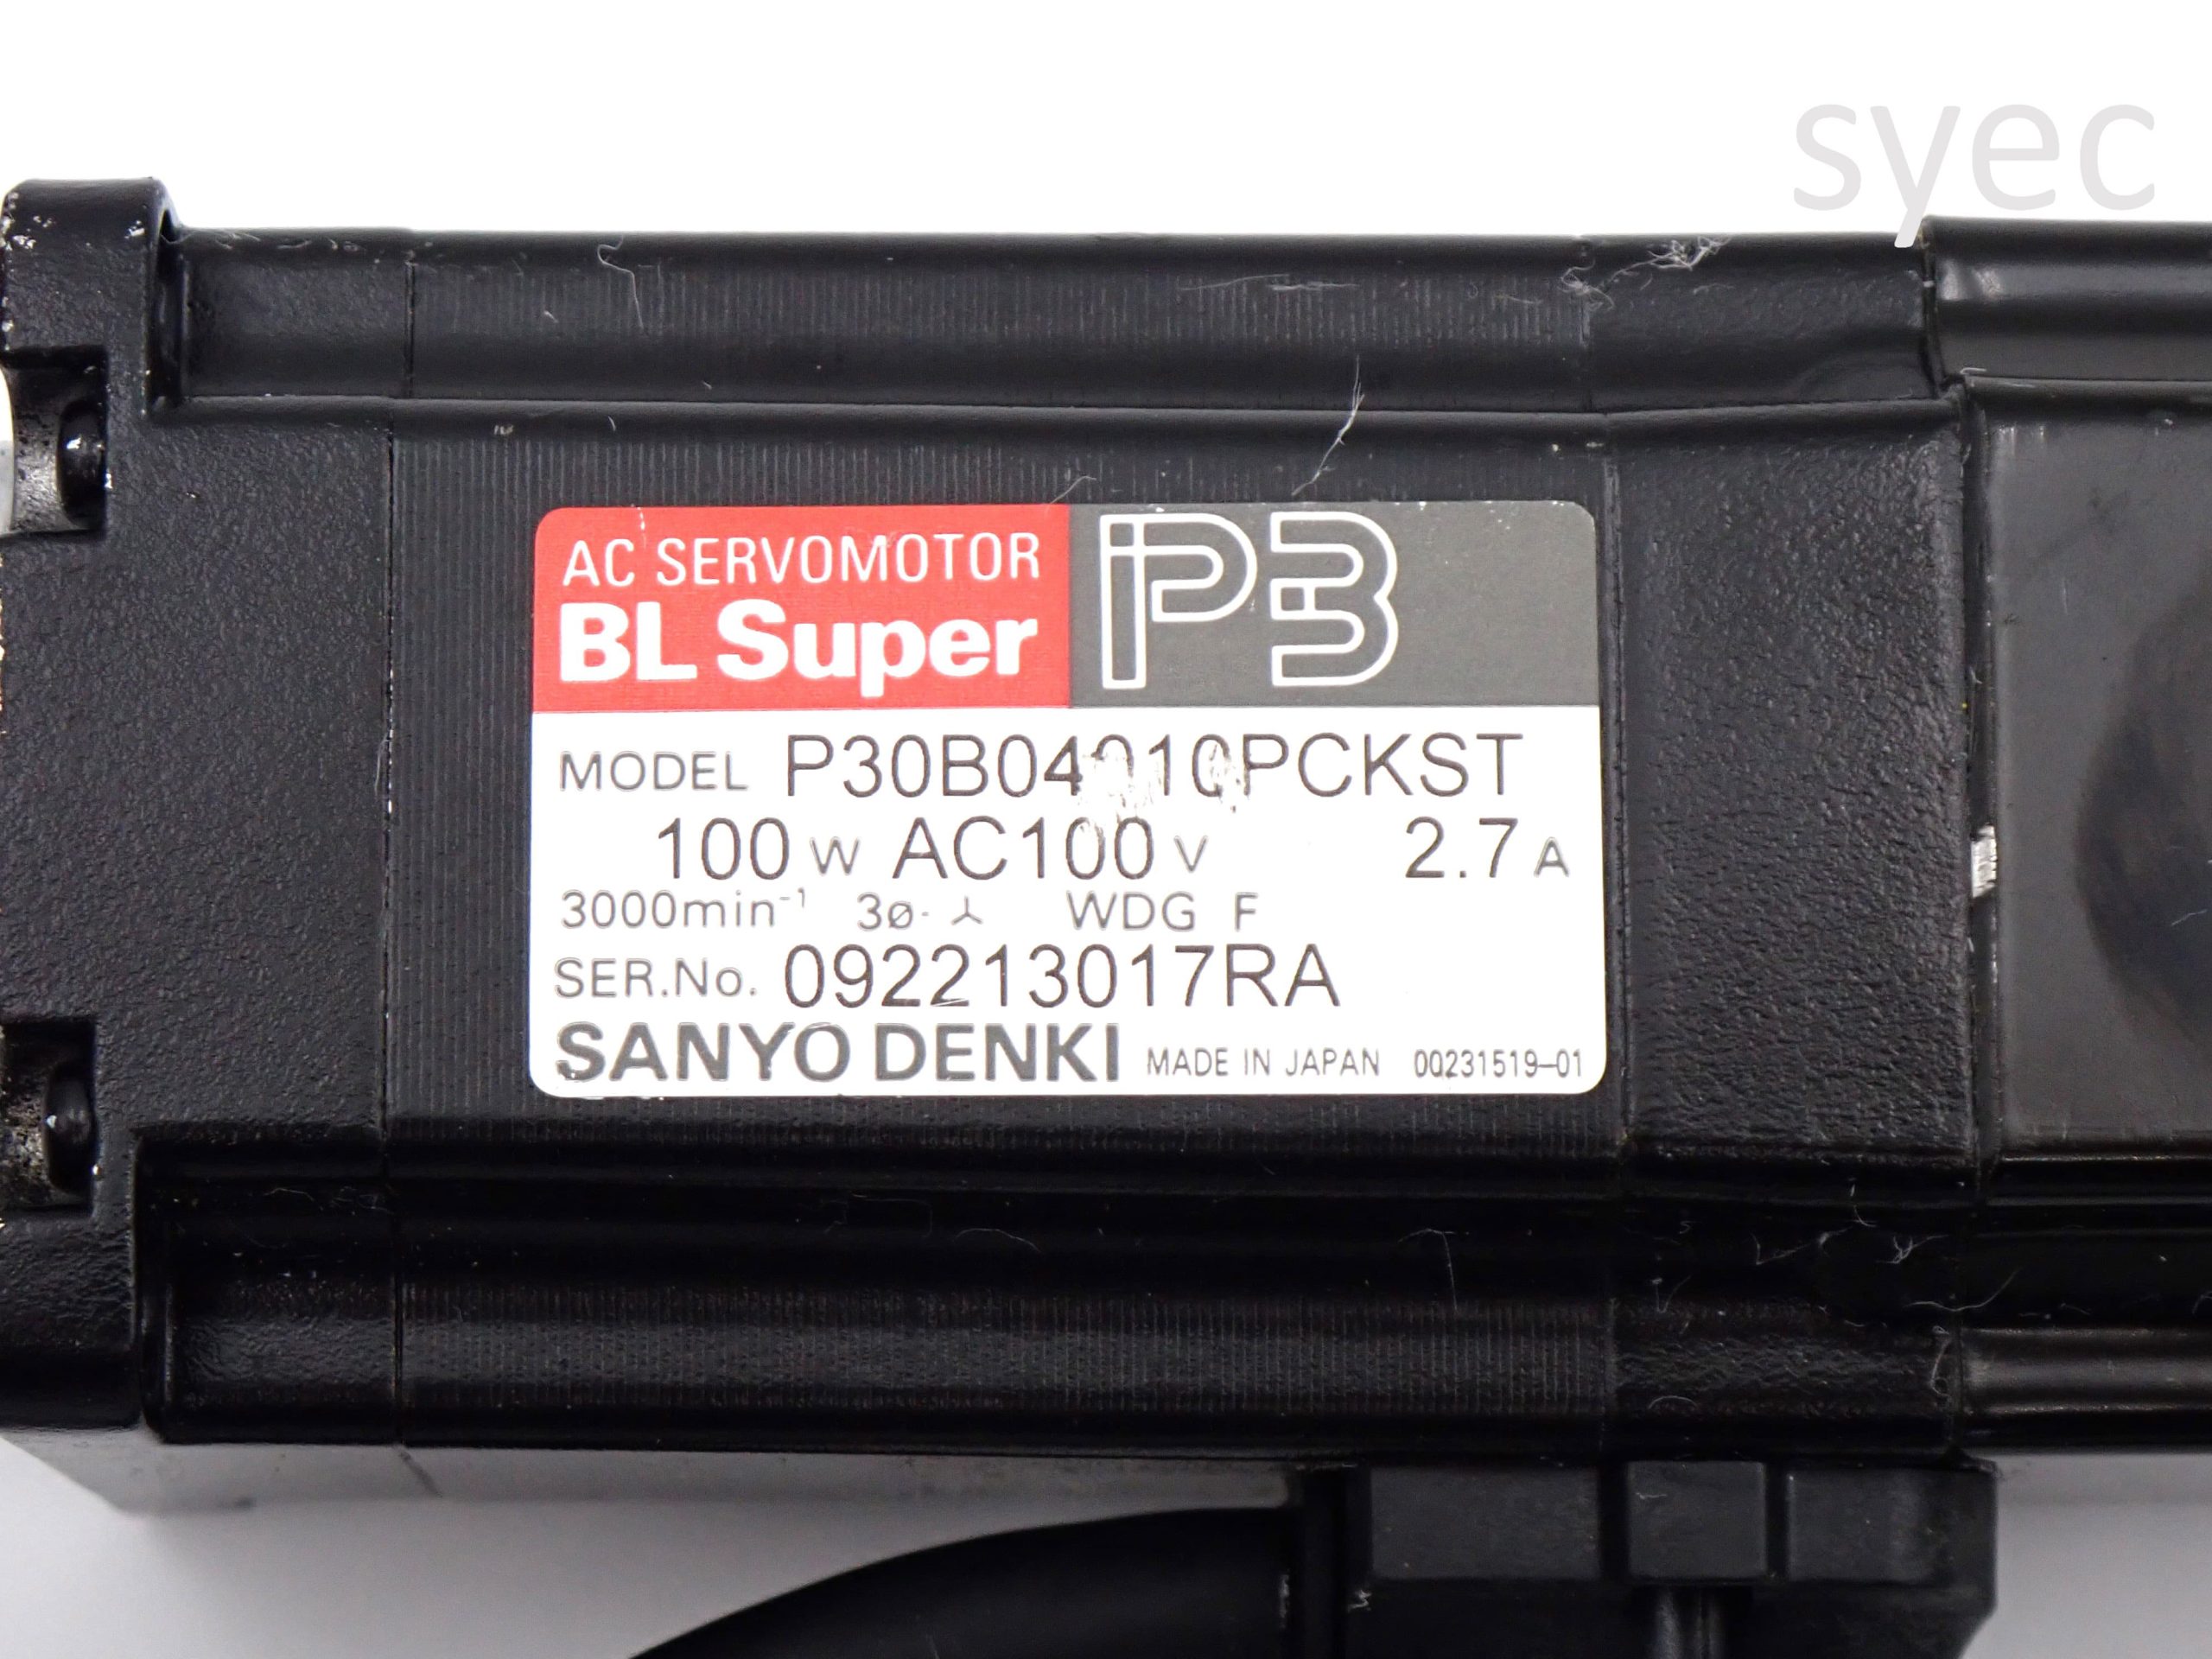 syec
AC SERVOMOTOR
BL Super
P3
MODEL P30B04010PCKST
100 W AC100 V 2.7 A
3000min⁻¹ 3ø· ⅄ WDG F
SER.No. 092213017RA
SANYO DENKI MADE IN JAPAN 00231519-01